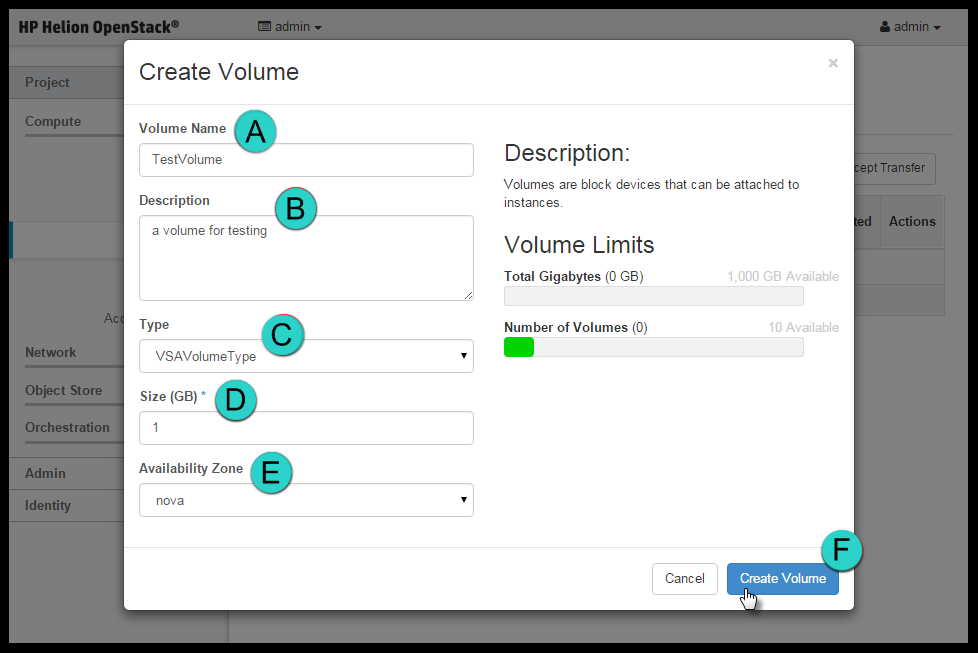 HP Helion OpenStack®
admin
admin
Project
Compute
Network
Object Store
Orchestration
Admin
Identity
Create Volume
×
Volume Name
A
TestVolume
Description
B
a volume for testing
Type
C
VSAVolumeType
Size (GB) *
D
1
Availability Zone
E
nova
Description:
Volumes are block devices that can be attached to
instances.
Volume Limits
Total Gigabytes (0 GB) 1,000 GB Available
Number of Volumes (0) 10 Available
Transfer
Actions
F
Cancel
Create Volume